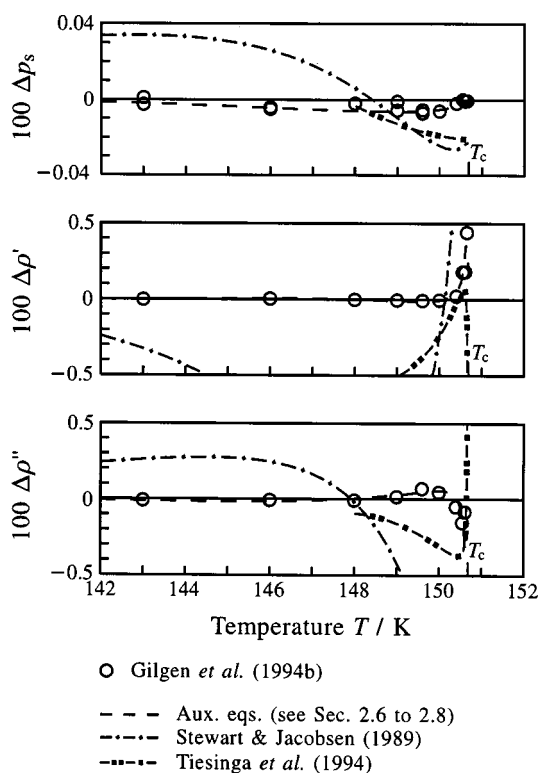 0.04
100 Δpₛ
0
−0.04
T_c
0.5
100 Δρ'
0
−0.5
T_c
0.5
100 Δρ"
0
−0.5
T_c
142 144 146 148 150 152
Temperature T / K
Gilgen et al. (1994b)
Aux. eqs. (see Sec. 2.6 to 2.8)
Stewart & Jacobsen (1989)
Tiesinga et al. (1994)